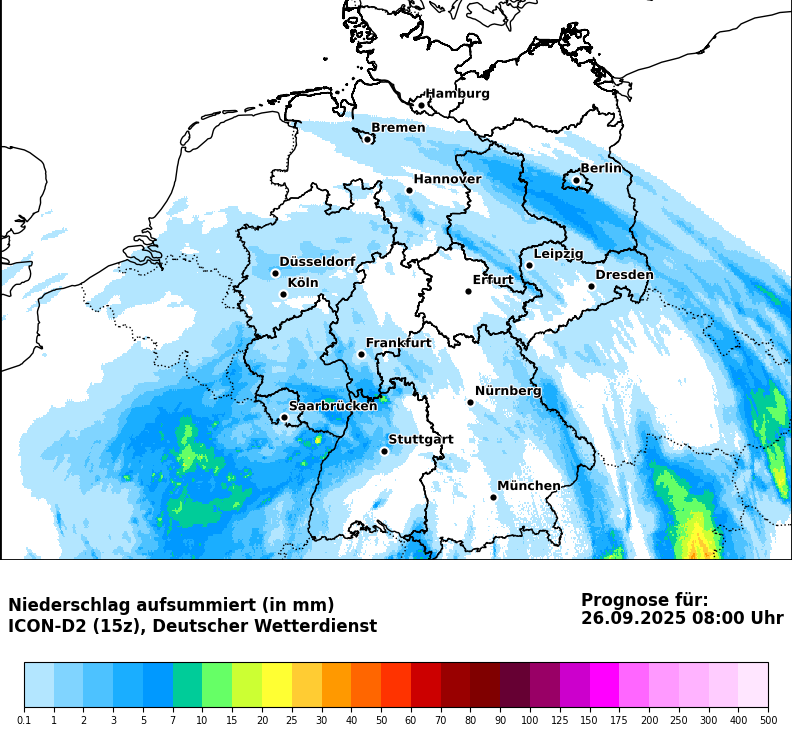 Hamburg
Bremen
Berlin
Hannover
Leipzig
Düsseldorf
Dresden
Köln
Erfurt
Frankfurt
Nürnberg
Saarbrücken
Stuttgart
München
Niederschlag aufsummiert (in mm)
ICON-D2 (15z), Deutscher Wetterdienst
Prognose für:
26.09.2025 08:00 Uhr
0.1 1 2 3 5 7 10 15 20 25 30 40 50 60 70 80 90 100 125 150 175 200 250 300 400 500